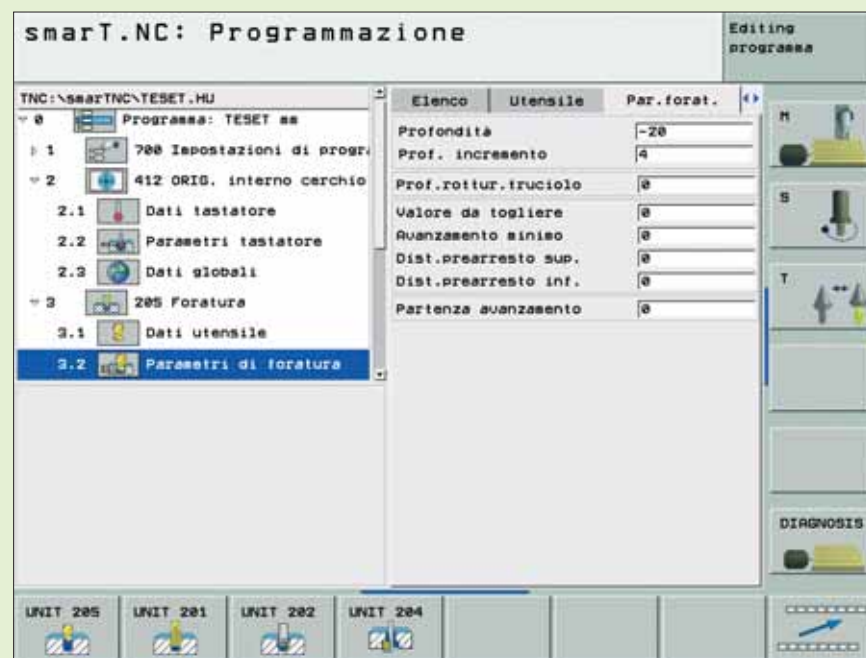 smarT.NC: Programmazione
Editing
programma
TNC:\smarTNC\TESET.HU
0 Programma: TESET mm
1 700 Impostazioni di progr
2 412 ORIG. interno cerchio
2.1 Dati tastatore
2.2 Parametri tastatore
2.3 Dati globali
3 205 Foratura
3.1 Dati utensile
3.2 Parametri di foratura
Elenco Utensile Par.forat.
Profondità -20
Prof. incremento 4
Prof.rottur.truciolo 0
Valore da togliere 0
Avanzamento minimo 0
Dist.prearresto sup. 0
Dist.prearresto inf. 0
Partenza avanzamento 0
M
S
T
DIAGNOSIS
UNIT 205 UNIT 201 UNIT 202 UNIT 204